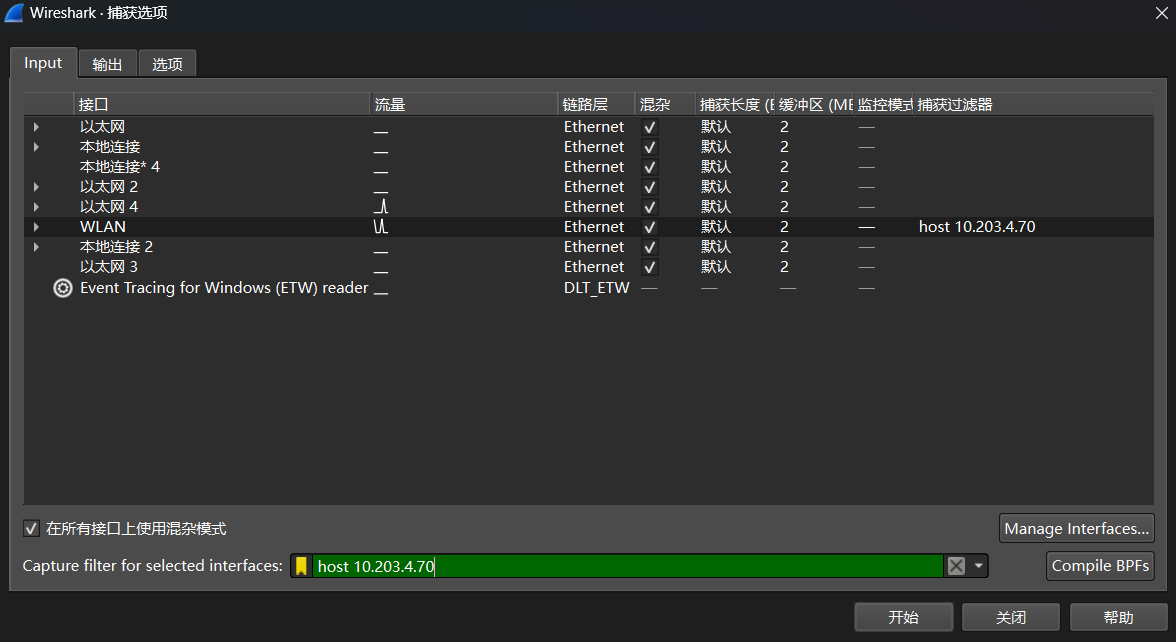 Wireshark · 捕获选项
Input 输出 选项
接口 流量 链路层 混杂 捕获长度 (E 缓冲区 (ME 监控模式 捕获过滤器
以太网 Ethernet 默认 2 —
本地连接 Ethernet 默认 2 —
本地连接* 4 Ethernet 默认 2 —
以太网 2 Ethernet 默认 2 —
以太网 4 Ethernet 默认 2 —
WLAN Ethernet 默认 2 — host 10.203.4.70
本地连接 2 Ethernet 默认 2 —
以太网 3 Ethernet 默认 2 —
Event Tracing for Windows (ETW) reader DLT_ETW — — — —
在所有接口上使用混杂模式 Manage Interfaces...
Capture filter for selected interfaces: host 10.203.4.70 Compile BPFs
开始 关闭 帮助